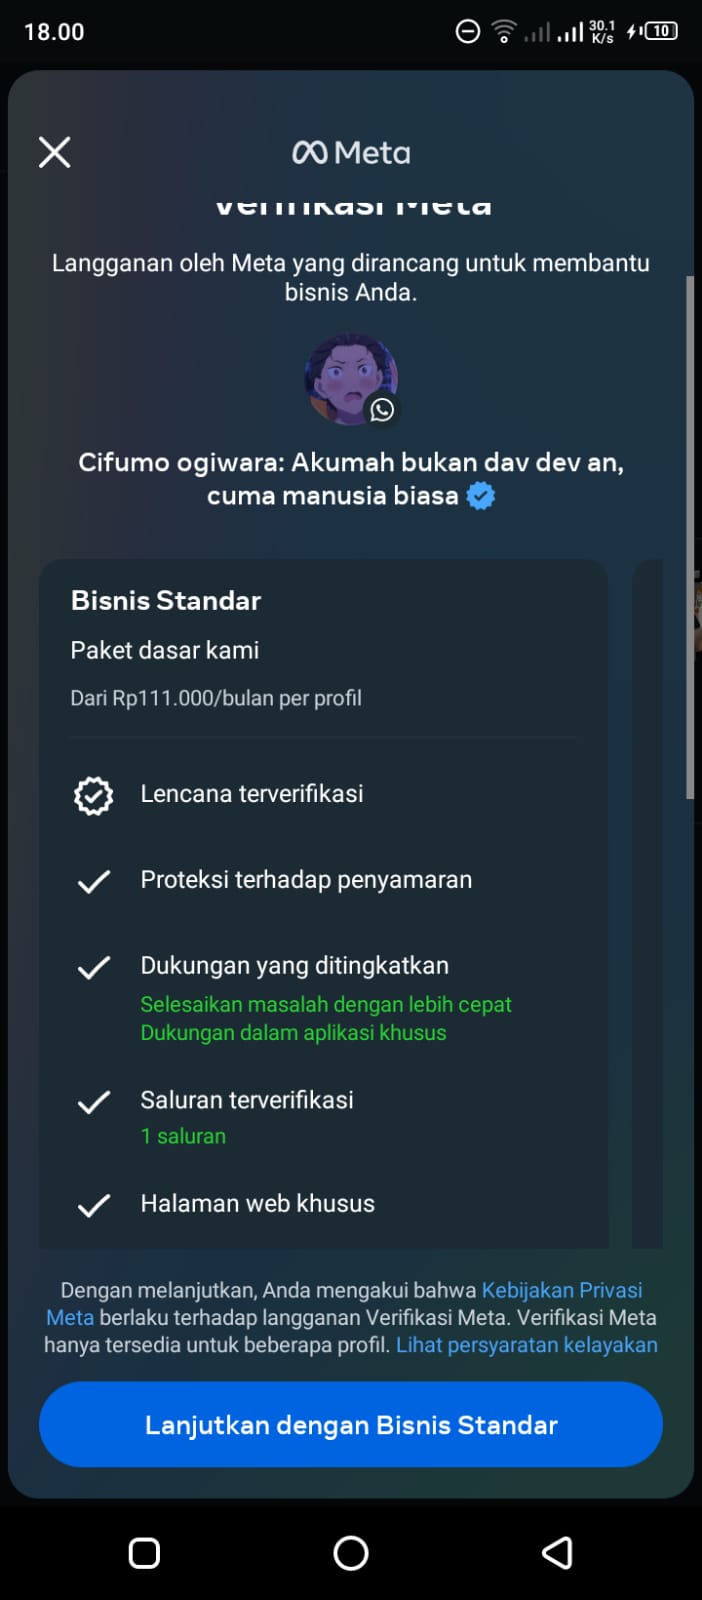 18.00
30.1
K/s
10
Meta
Verifikasi Meta
Langganan oleh Meta yang dirancang untuk membantu
bisnis Anda.
Cifumo ogiwara: Akumah bukan dav dev an,
cuma manusia biasa
Bisnis Standar
Paket dasar kami
Dari Rp111.000/bulan per profil
Lencana terverifikasi
Proteksi terhadap penyamaran
Dukungan yang ditingkatkan
Selesaikan masalah dengan lebih cepat
Dukungan dalam aplikasi khusus
Saluran terverifikasi
1 saluran
Halaman web khusus
Dengan melanjutkan, Anda mengakui bahwa Kebijakan Privasi
Meta berlaku terhadap langganan Verifikasi Meta. Verifikasi Meta
hanya tersedia untuk beberapa profil. Lihat persyaratan kelayakan
Lanjutkan dengan Bisnis Standar